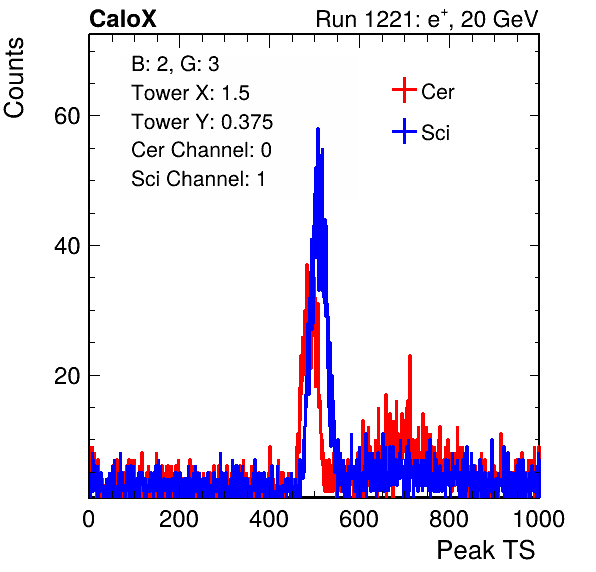 CaloX
Run 1221: e⁺, 20 GeV
Counts
B: 2, G: 3
Tower X: 1.5
Tower Y: 0.375
Cer Channel: 0
Sci Channel: 1
Cer
Sci
60
40
20
0 200 400 600 800 1000
Peak TS